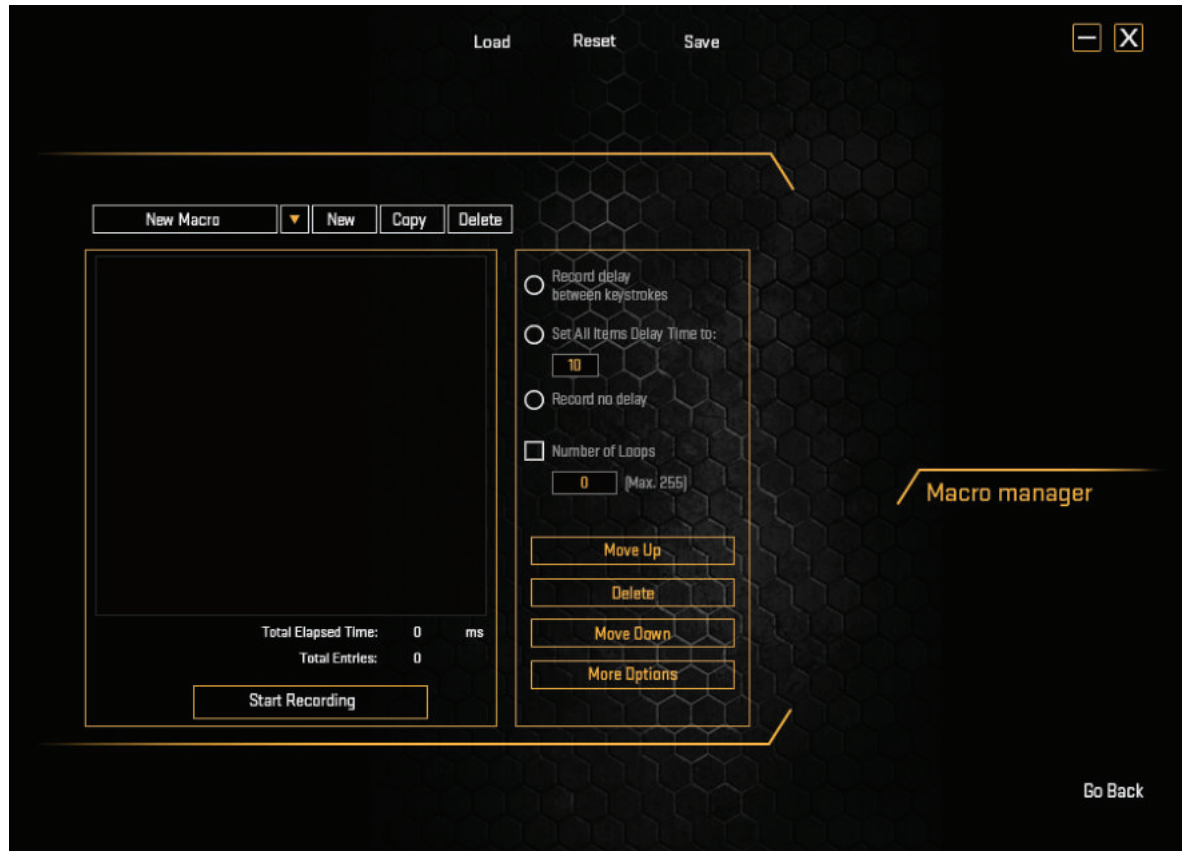 Load Reset Save
X
New Macro New Copy Delete
Record delay
between keystrokes
Set All Items Delay Time to:
10
Record no delay
Number of Loops
0 (Max. 255)
Move Up
Delete
Move Down
More Options
Total Elapsed Time: 0 ms
Total Entries: 0
Start Recording
Macro manager
Go Back